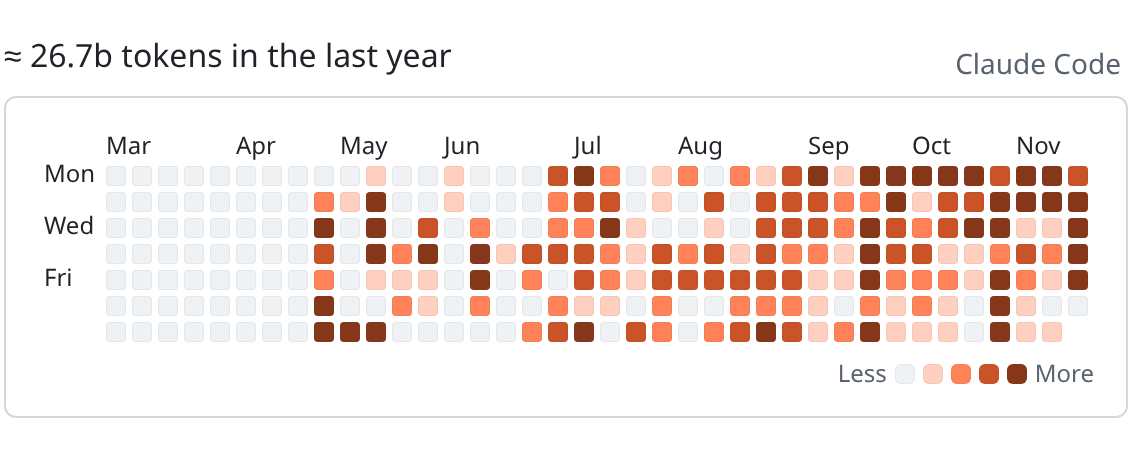 ≈ 26.7b tokens in the last year
Claude Code
Mar Apr May Jun Jul Aug Sep Oct Nov
Mon
Wed
Fri
Less More